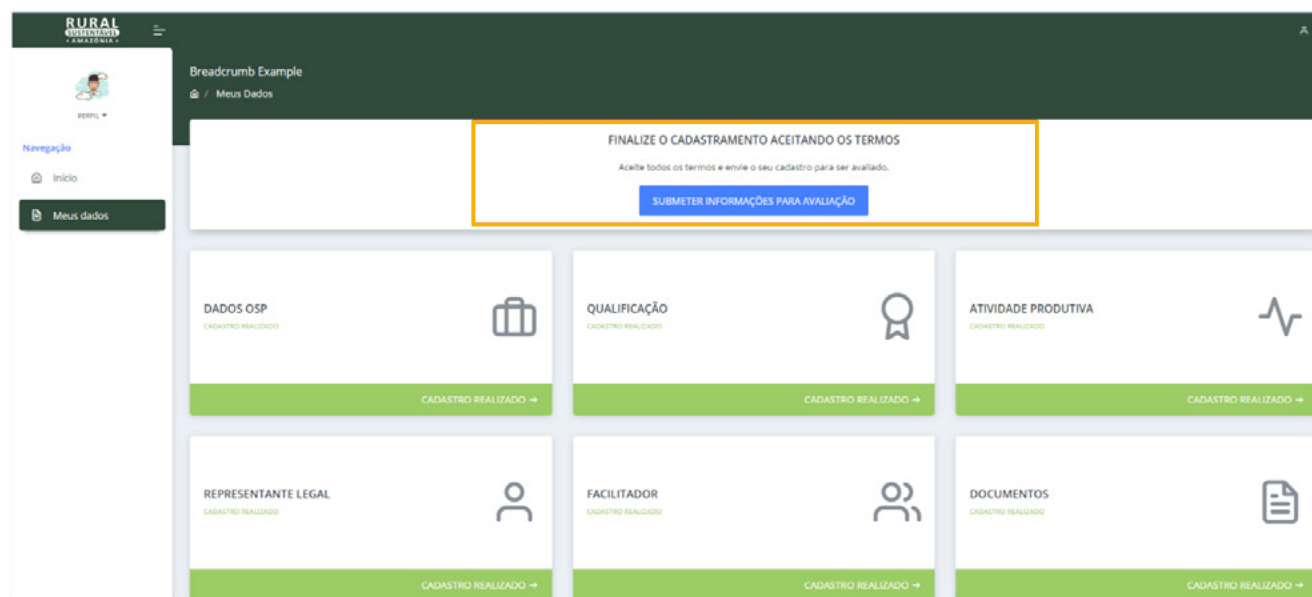 RURAL
SUSTENTÁVEL
• AMAZÔNIA •
Breadcrumb Example
/ Meus Dados
PERFIL
Navegação
Início
Meus dados
FINALIZE O CADASTRAMENTO ACEITANDO OS TERMOS
Aceite todos os termos e envie o seu cadastro para ser avaliado.
SUBMETER INFORMAÇÕES PARA AVALIAÇÃO
DADOS OSP
CADASTRO REALIZADO
CADASTRO REALIZADO →
QUALIFICAÇÃO
CADASTRO REALIZADO
CADASTRO REALIZADO →
ATIVIDADE PRODUTIVA
CADASTRO REALIZADO
CADASTRO REALIZADO →
REPRESENTANTE LEGAL
CADASTRO REALIZADO
CADASTRO REALIZADO →
FACILITADOR
CADASTRO REALIZADO
CADASTRO REALIZADO →
DOCUMENTOS
CADASTRO REALIZADO
CADASTRO REALIZADO →